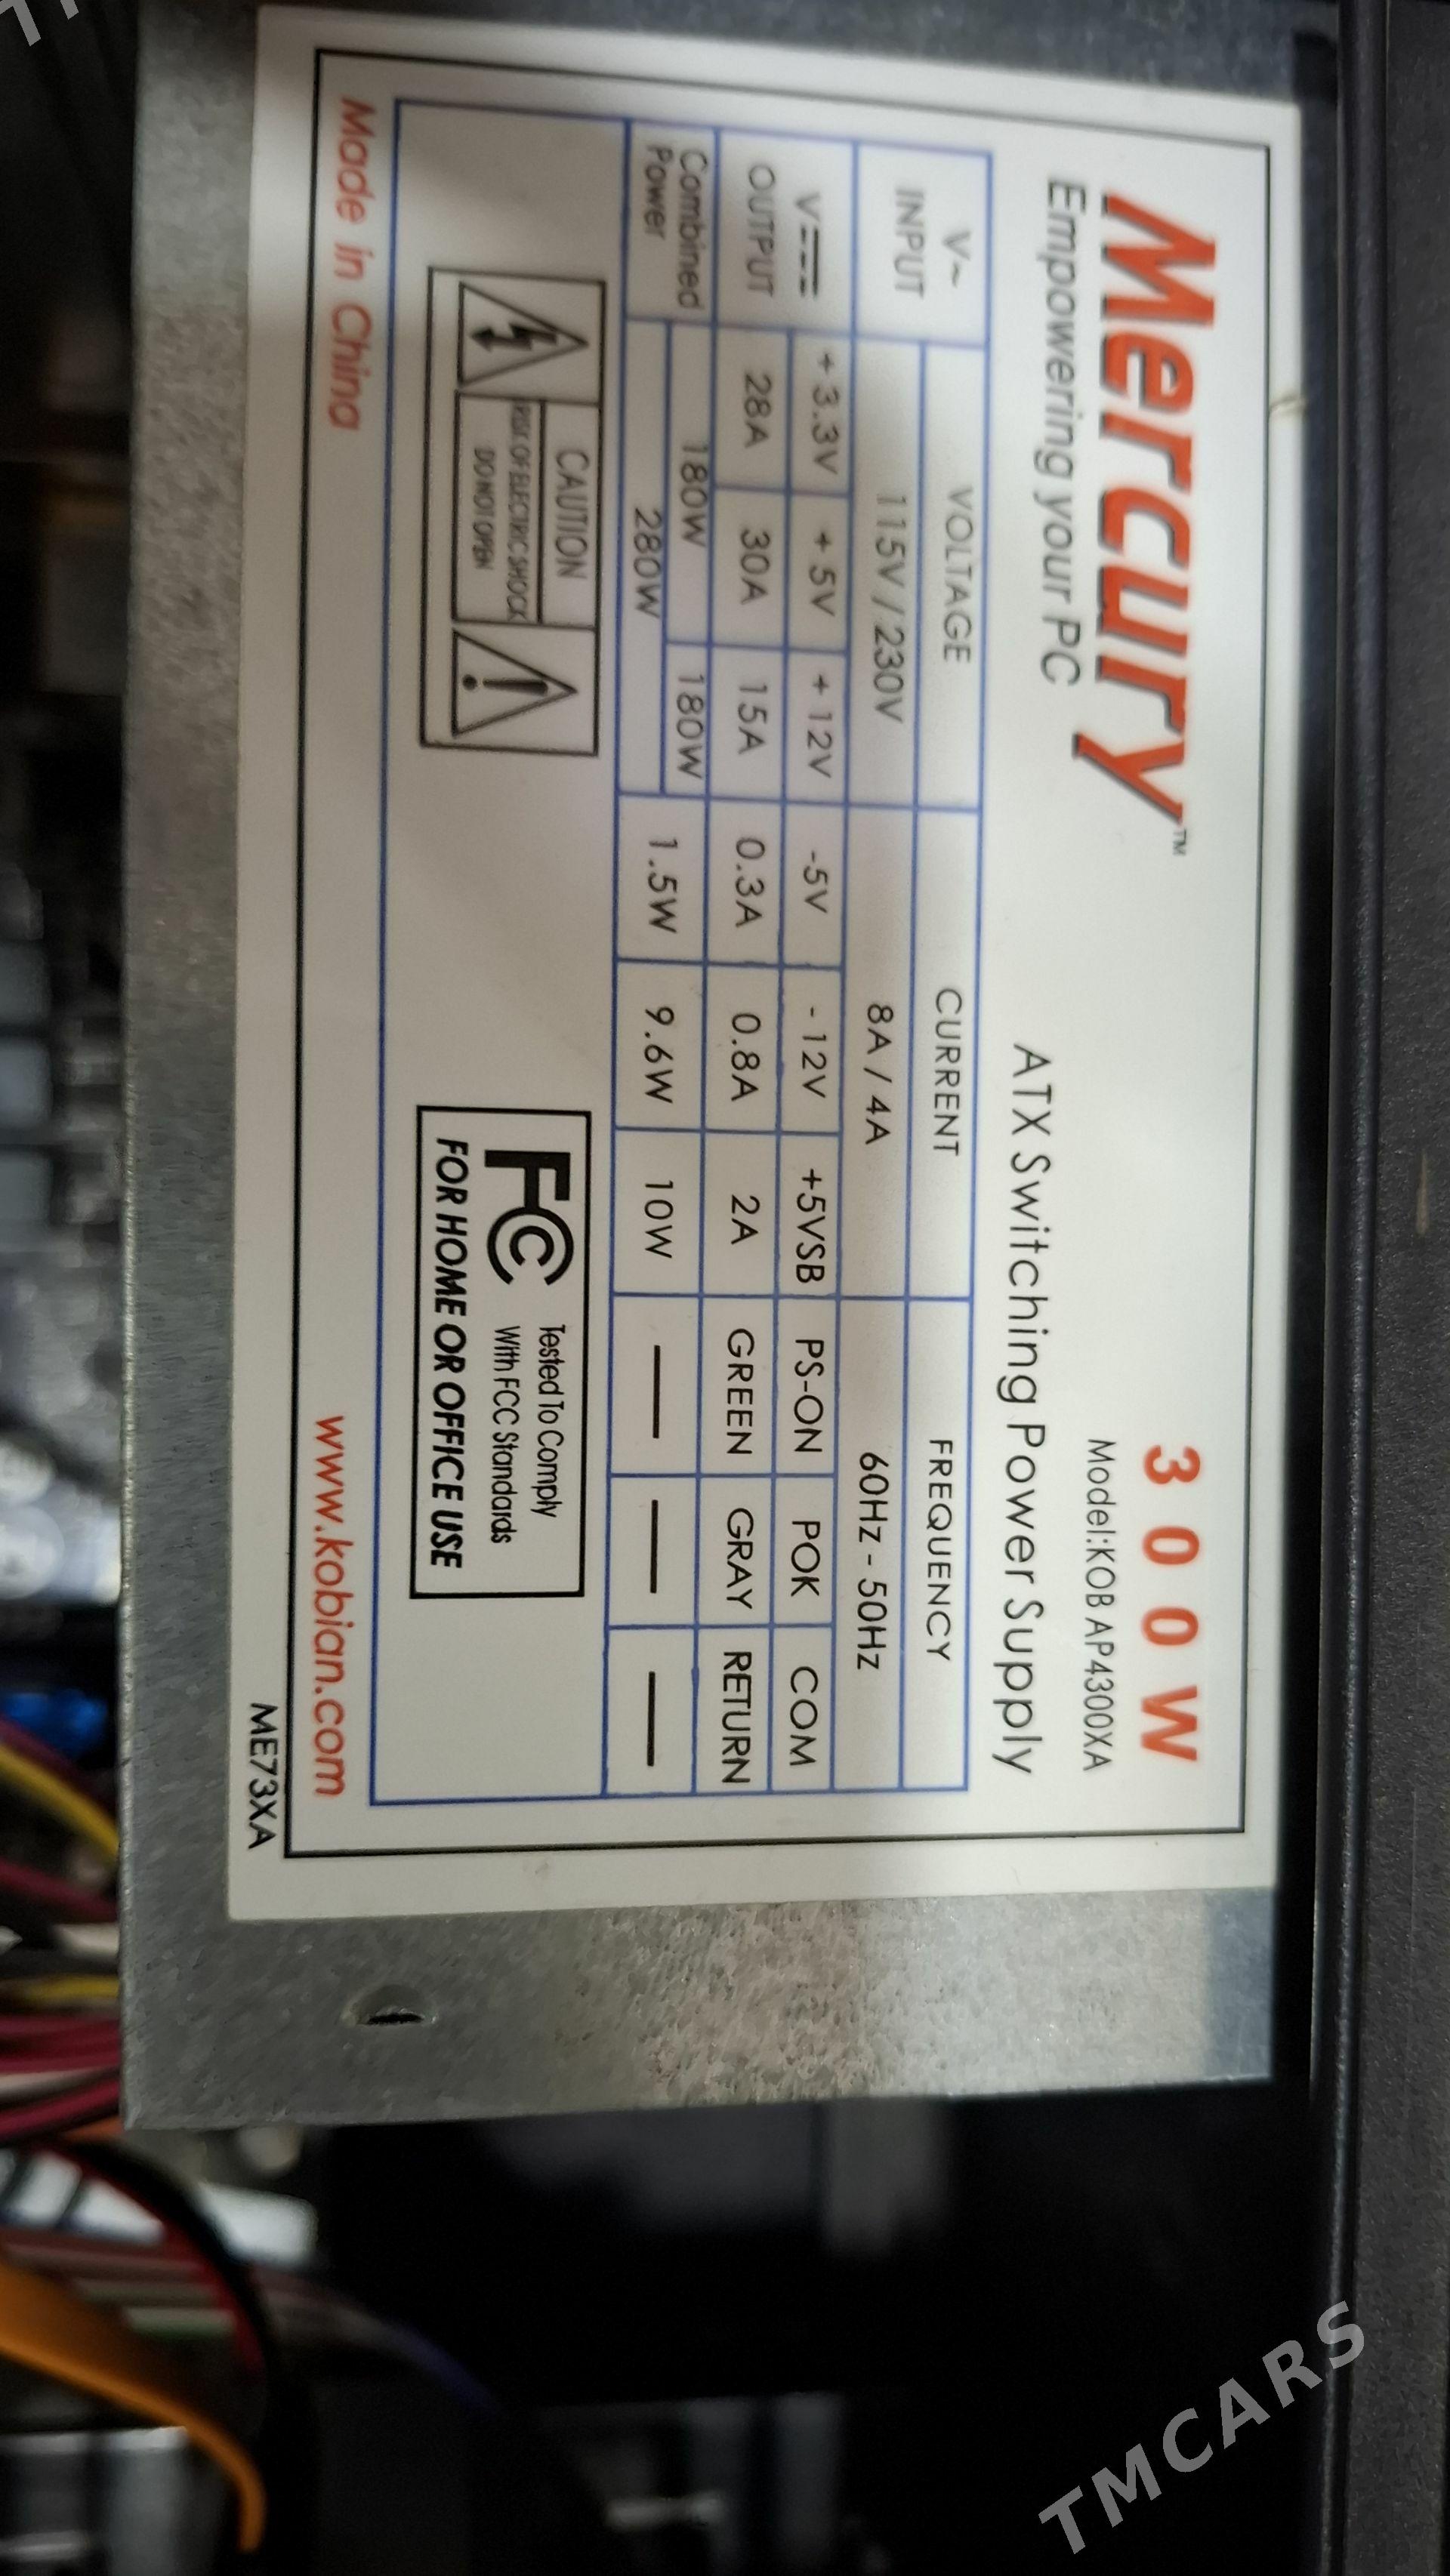 Mercury™
Empowering your PC
300W
Model:KOB AP4300XA
ATX Switching Power Supply
V~ INPUT VOLTAGE CURRENT FREQUENCY
115V / 230V 8A / 4A 60Hz - 50Hz
V⎓ +3.3V +5V +12V -5V -12V +5VSB PS-ON POK COM
OUTPUT 28A 30A 15A 0.3A 0.8A 2A GREEN GRAY RETURN
Combined 180W 180W 1.5W 9.6W 10W — — —
Power 280W
CAUTION
RISK OF ELECTRIC SHOCK
DO NOT OPEN
FC Tested To Comply
With FCC Standards
FOR HOME OR OFFICE USE
Made in China
www.kobian.com
ME73XA
TMCARS